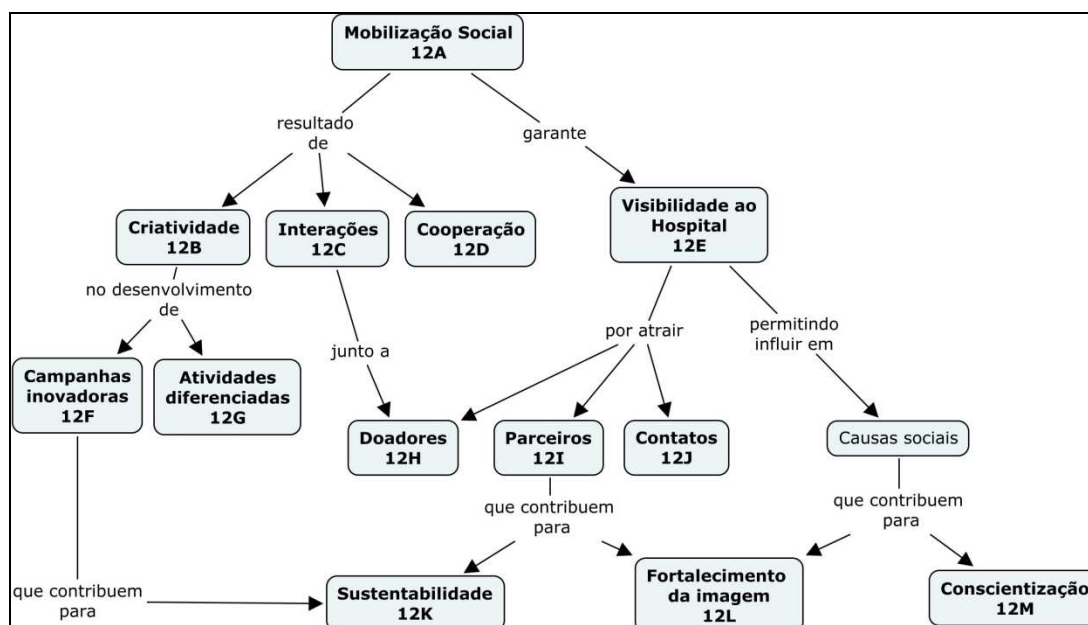 Mobilização Social
12A
resultado
de
garante
Criatividade
12B
Interações
12C
Cooperação
12D
Visibilidade ao
Hospital
12E
no desenvolvimento
de
junto a
por atrair
permitindo
influir em
Campanhas
inovadoras
12F
Atividades
diferenciadas
12G
Doadores
12H
Parceiros
12I
Contatos
12J
Causas sociais
que contribuem
para
que contribuem
para
que contribuem
para
Sustentabilidade
12K
Fortalecimento
da imagem
12L
Conscientização
12M